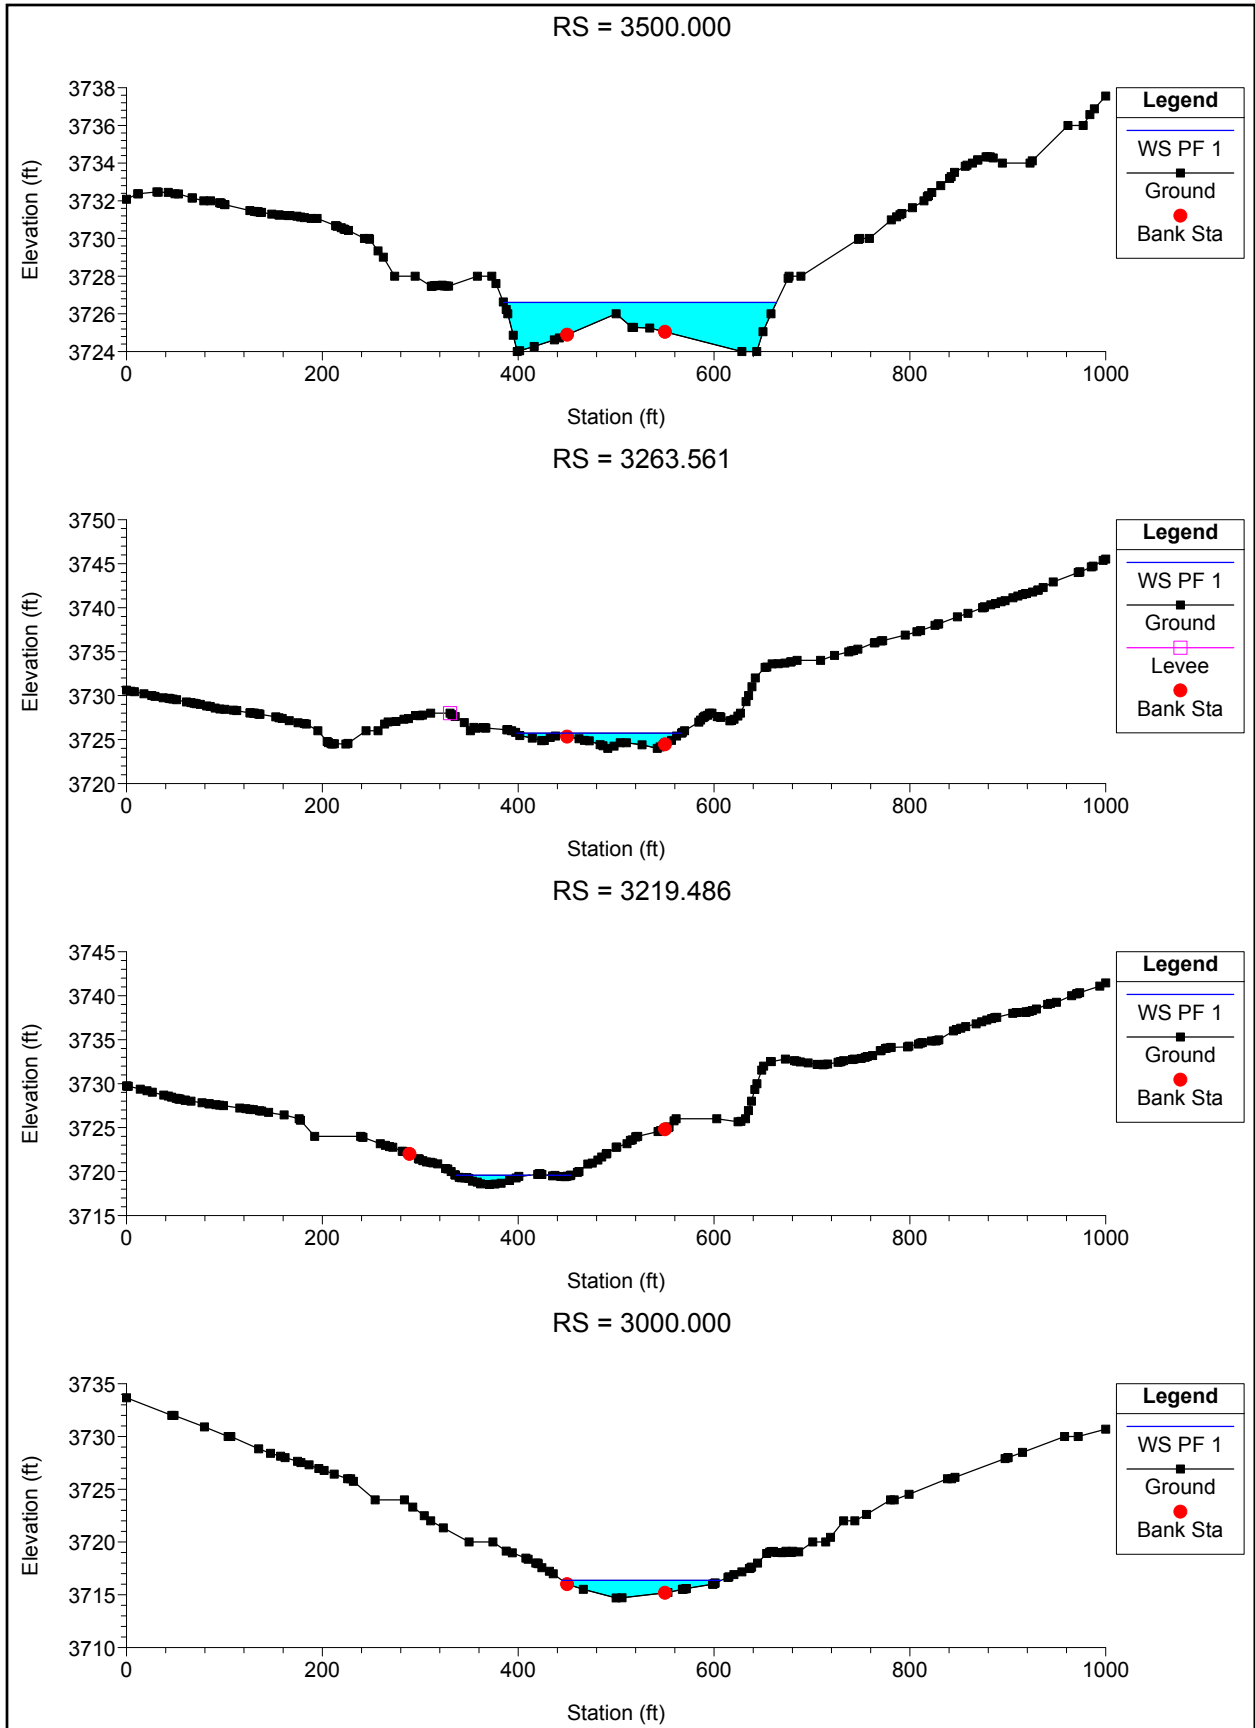 RS = 3500.000
Elevation (ft)
3738
3736
3734
3732
3730
3728
3726
3724
0 200 400 600 800 1000
Station (ft)
Legend
WS PF 1
Ground
Bank Sta
RS = 3263.561
Elevation (ft)
3750
3745
3740
3735
3730
3725
3720
0 200 400 600 800 1000
Station (ft)
Legend
WS PF 1
Ground
Levee
Bank Sta
RS = 3219.486
Elevation (ft)
3745
3740
3735
3730
3725
3720
3715
0 200 400 600 800 1000
Station (ft)
Legend
WS PF 1
Ground
Bank Sta
RS = 3000.000
Elevation (ft)
3735
3730
3725
3720
3715
3710
0 200 400 600 800 1000
Station (ft)
Legend
WS PF 1
Ground
Bank Sta